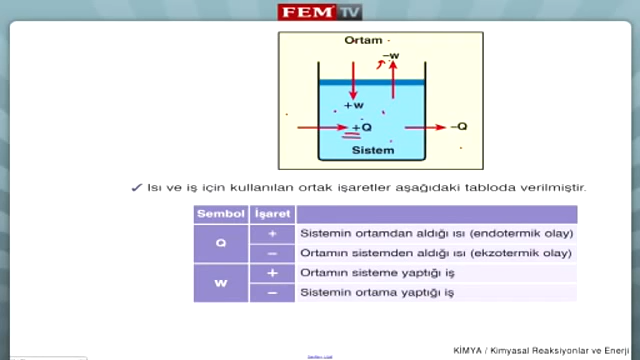 FEM TV
Ortam
–w
+w
+Q
–Q
Sistem
✓ Isı ve iş için kullanılan ortak işaretler aşağıdaki tabloda verilmiştir.
Sembol İşaret
Q
+ Sistemin ortamdan aldığı ısı (endotermik olay)
– Ortamın sistemden aldığı ısı (ekzotermik olay)
w
+ Ortamın sisteme yaptığı iş
– Sistemin ortama yaptığı iş
KİMYA / Kimyasal Reaksiyonlar ve Enerji